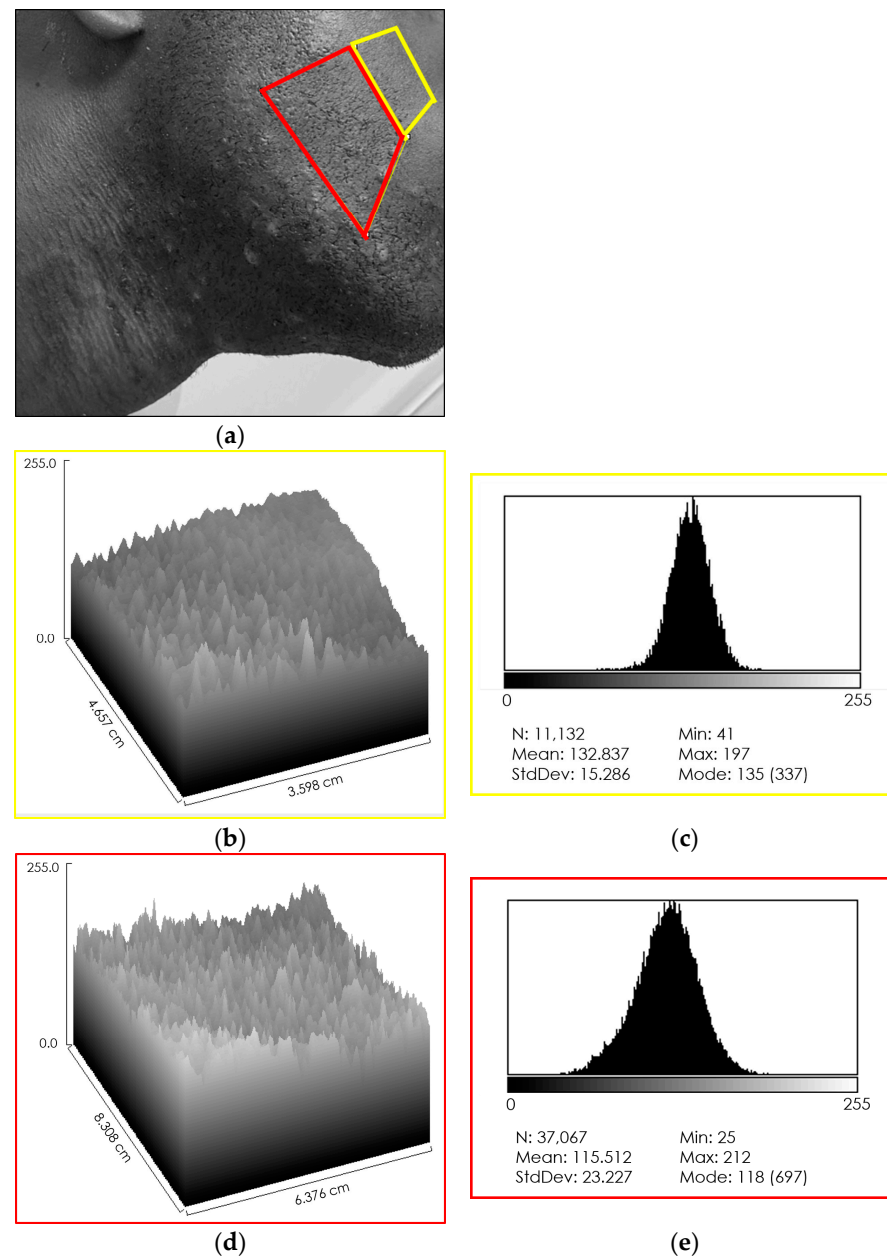 (a)
255.0
0.0
4.657 cm
3.598 cm
(b)
0
255
N: 11,132 Min: 41
Mean: 132.837 Max: 197
StdDev: 15.286 Mode: 135 (337)
(c)
255.0
0.0
8.308 cm
6.376 cm
(d)
0
255
N: 37,067 Min: 25
Mean: 115.512 Max: 212
StdDev: 23.227 Mode: 118 (697)
(e)